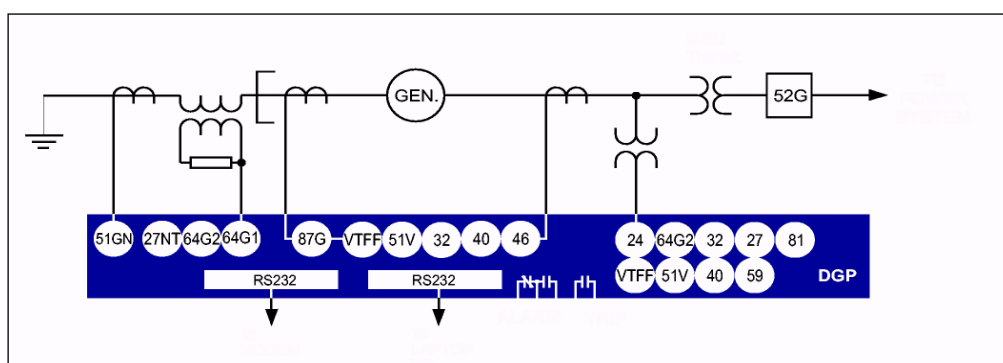 GEN.
52G
51GN 27NT 64G2 64G1 87G VTFF 51V 32 40 46 24 64G2 32 27 81
VTFF 51V 40 59 DGP
RS232 RS232